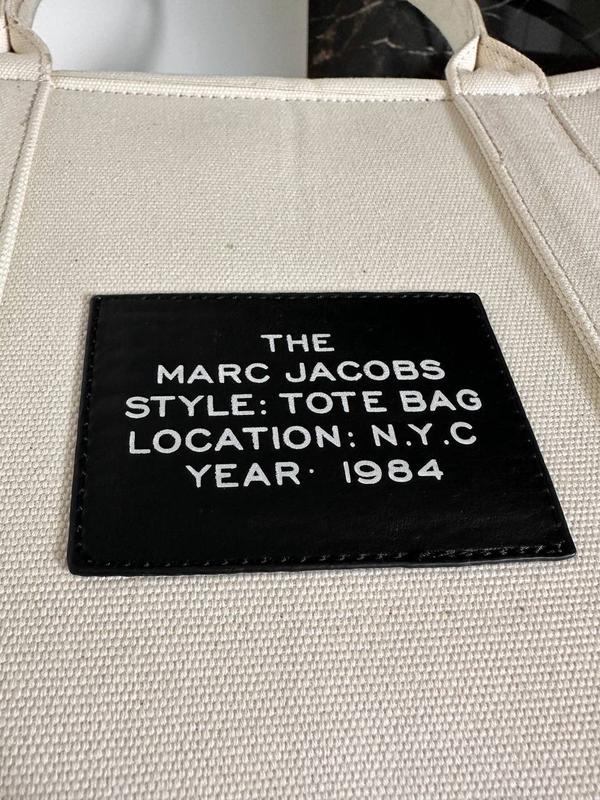 THE
MARC JACOBS
STYLE: TOTE BAG
LOCATION: N.Y.C
YEAR· 1984